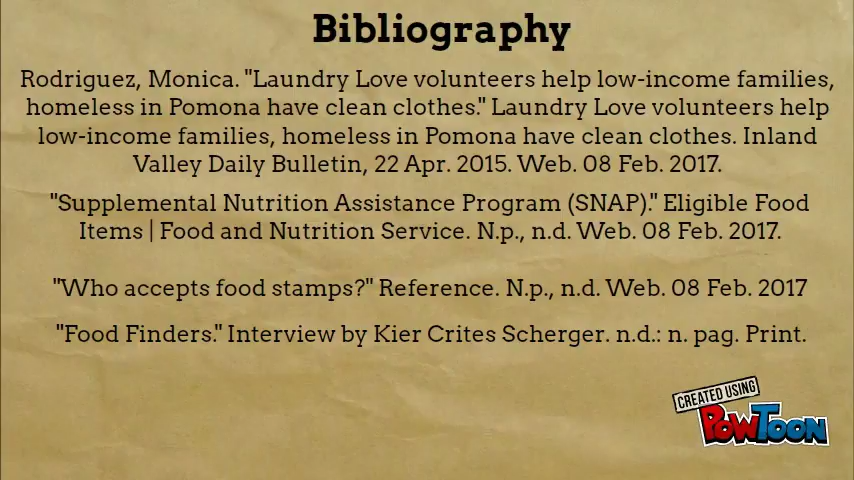 Bibliography
Rodriguez, Monica. "Laundry Love volunteers help low-income families,
homeless in Pomona have clean clothes." Laundry Love volunteers help
low-income families, homeless in Pomona have clean clothes. Inland
Valley Daily Bulletin, 22 Apr. 2015. Web. 08 Feb. 2017.
"Supplemental Nutrition Assistance Program (SNAP)." Eligible Food
Items | Food and Nutrition Service. N.p., n.d. Web. 08 Feb. 2017.
"Who accepts food stamps?" Reference. N.p., n.d. Web. 08 Feb. 2017
"Food Finders." Interview by Kier Crites Scherger. n.d.: n. pag. Print.
CREATED USING
POWTOON